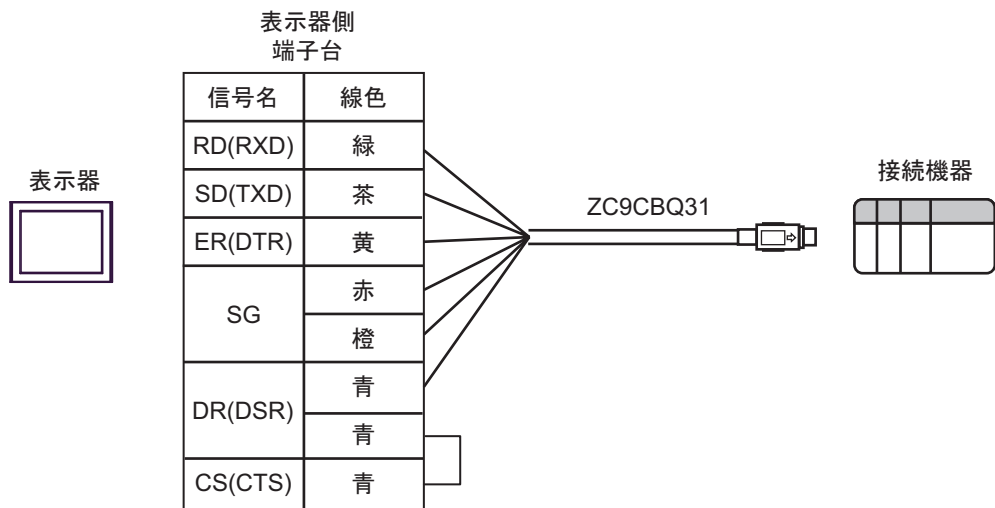 表示器側
端子台
信号名 線色
RD(RXD) 緑
SD(TXD) 茶
ER(DTR) 黄
SG 赤
橙
DR(DSR) 青
青
CS(CTS) 青
表示器
ZC9CBQ31
接続機器